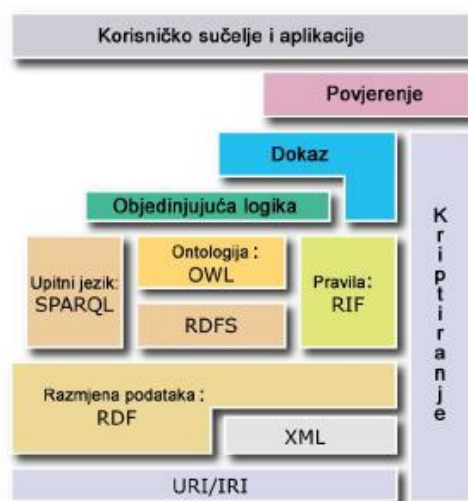 Korisničko sučelje i aplikacije
Povjerenje
Dokaz
Kriptiranje
Objedinjujuća logika
Upitni jezik:
SPARQL
Ontologija :
OWL
Pravila:
RIF
RDFS
Razmjena podataka :
RDF
XML
URI/IRI